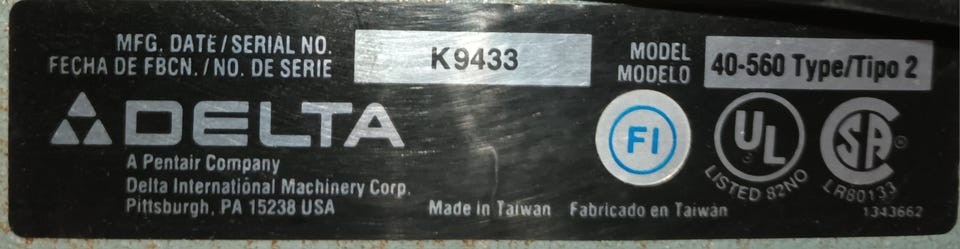 MFG. DATE/SERIAL NO.
FECHA DE FBCN./NO. DE SERIE
K9433
MODEL
MODELO
40-560 Type/Tipo 2
DELTA
A Pentair Company
Delta International Machinery Corp.
Pittsburgh, PA 15238 USA
Made in Taiwan Fabricado en Taiwán
FI
UL
LISTED 82NO
SA
LR80133
1343662